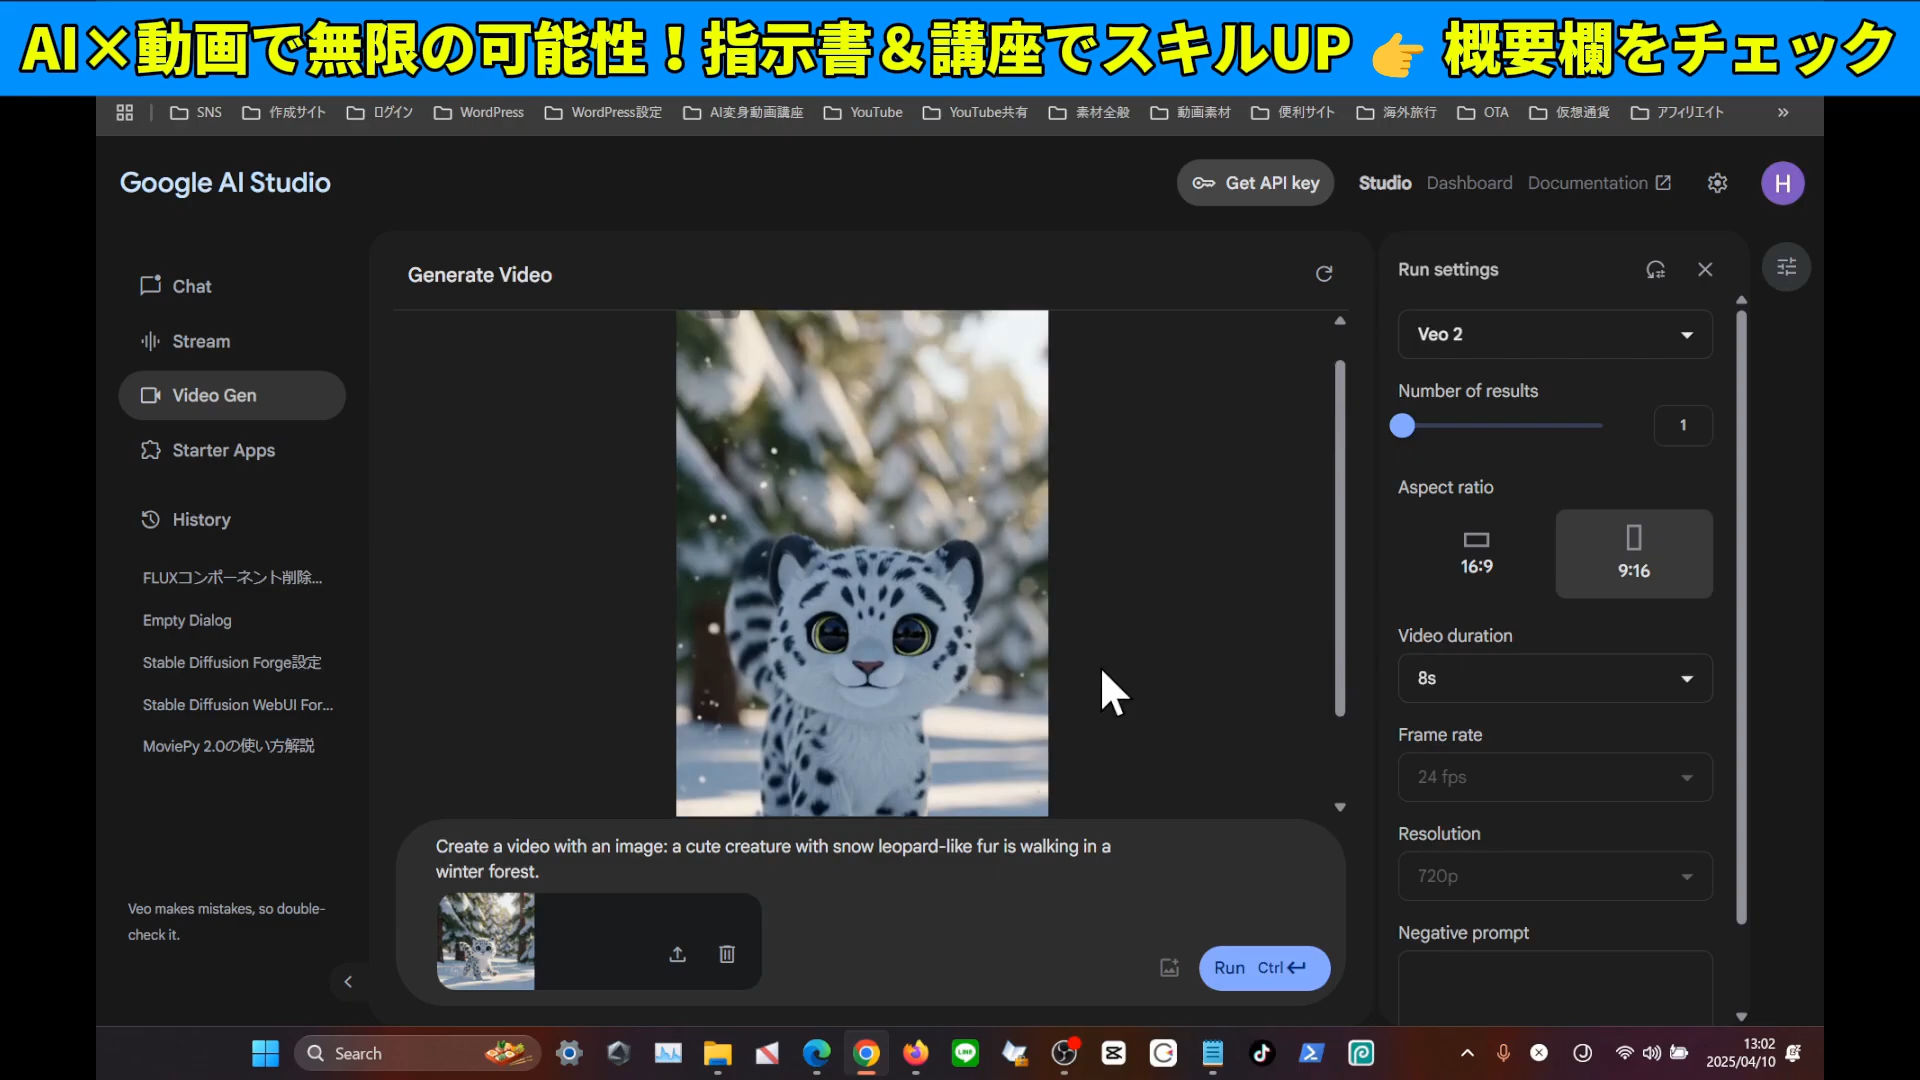 AI×動画で無限の可能性！指示書＆講座でスキルUP 👉 概要欄をチェック
SNS 作成サイト ログイン WordPress WordPress設定 AI変身動画講座 YouTube YouTube共有 素材全般 動画素材 便利サイト 海外旅行 OTA 仮想通貨 アフィリエイト »
Google AI Studio
Get API key Studio Dashboard Documentation H
Chat
Stream
Video Gen
Starter Apps
History
FLUXコンポーネント削除...
Empty Dialog
Stable Diffusion Forge設定
Stable Diffusion WebUI For...
MoviePy 2.0の使い方解説
Veo makes mistakes, so double-
check it.
Generate Video
Create a video with an image: a cute creature with snow leopard-like fur is walking in a
winter forest.
Run Ctrl
Run settings
Veo 2
Number of results
1
Aspect ratio
16:9 9:16
Video duration
8s
Frame rate
24 fps
Resolution
720p
Negative prompt
Search
LINE
13:02
2025/04/10